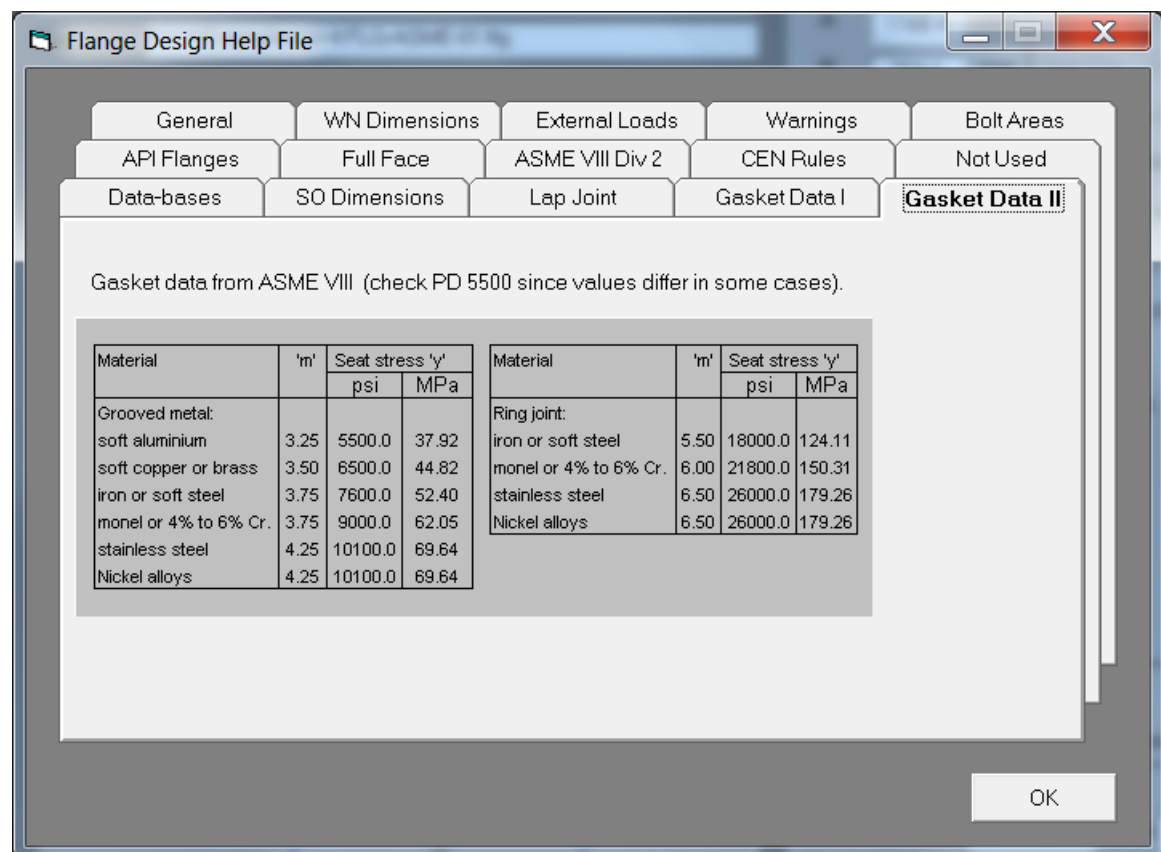 Flange Design Help File
General WN Dimensions External Loads Warnings Bolt Areas
API Flanges Full Face ASME VIII Div 2 CEN Rules Not Used
Data-bases SO Dimensions Lap Joint Gasket Data I Gasket Data II
Gasket data from ASME VIII (check PD 5500 since values differ in some cases).
Material 'm' Seat stress 'y'
psi MPa
Grooved metal:
soft aluminium 3.25 5500.0 37.92
soft copper or brass 3.50 6500.0 44.82
iron or soft steel 3.75 7600.0 52.40
monel or 4% to 6% Cr. 3.75 9000.0 62.05
stainless steel 4.25 10100.0 69.64
Nickel alloys 4.25 10100.0 69.64
Material 'm' Seat stress 'y'
psi MPa
Ring joint:
iron or soft steel 5.50 18000.0 124.11
monel or 4% to 6% Cr. 6.00 21800.0 150.31
stainless steel 6.50 26000.0 179.26
Nickel alloys 6.50 26000.0 179.26
OK